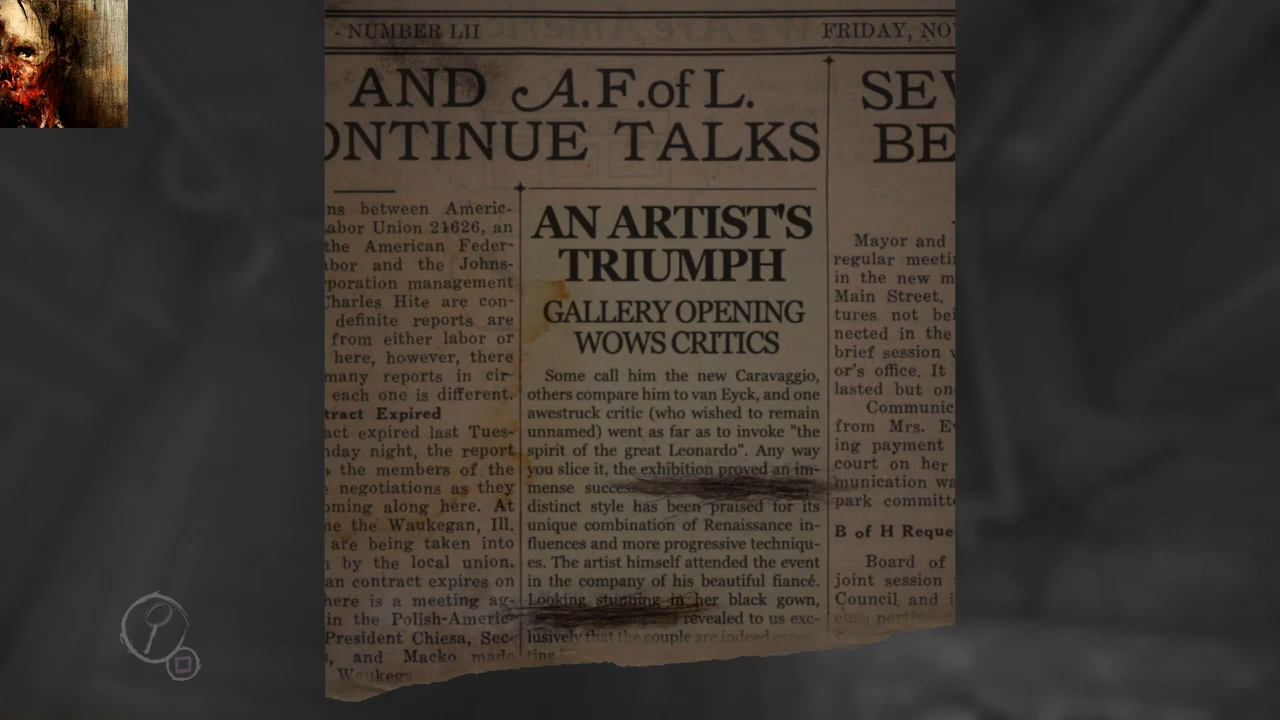 - NUMBER LII
FRIDAY, NO
AND A.F.of L.
ONTINUE TALKS
SE
BE
ns between Americ-
abor Union 21626, an
the American Feder-
bor and the Johns-
poration management
Charles Hite are con-
definite reports are
from either labor or
here, however, there
many reports in cir-
each one is different.
tract Expired
act expired last Tues-
day night, the report
the members of the
negotiations as they
oming along here. At
me the Waukegan, Ill.
are being taken into
by the local union.
an contract expires on
here is a meeting ag-
in the Polish-Americ-
President Chiesa, Sec-
, and Macko made
Waukega
AN ARTIST'S
TRIUMPH
GALLERY OPENING
WOWS CRITICS
Some call him the new Caravaggio,
others compare him to van Eyck, and one
awestruck critic (who wished to remain
unnamed) went as far as to invoke "the
spirit of the great Leonardo". Any way
you slice it, the exhibition proved an im-
mense success
distinct style has been praised for its
unique combination of Renaissance in-
fluences and more progressive techniqu-
es. The artist himself attended the event
in the company of his beautiful fiancé.
Looking stunning in her black gown,
revealed to us exc-
lusively that the couple are indeed expec-
ting
Mayor and
regular meeti
in the new m
Main Street.
tures not bei
nected in the
brief session
or's office. It
lasted but on
Communic
from Mrs. E
ing payment
court on her
munication wa
park committe
B of H Reque
Board of
joint session
Council and i
cuss perti